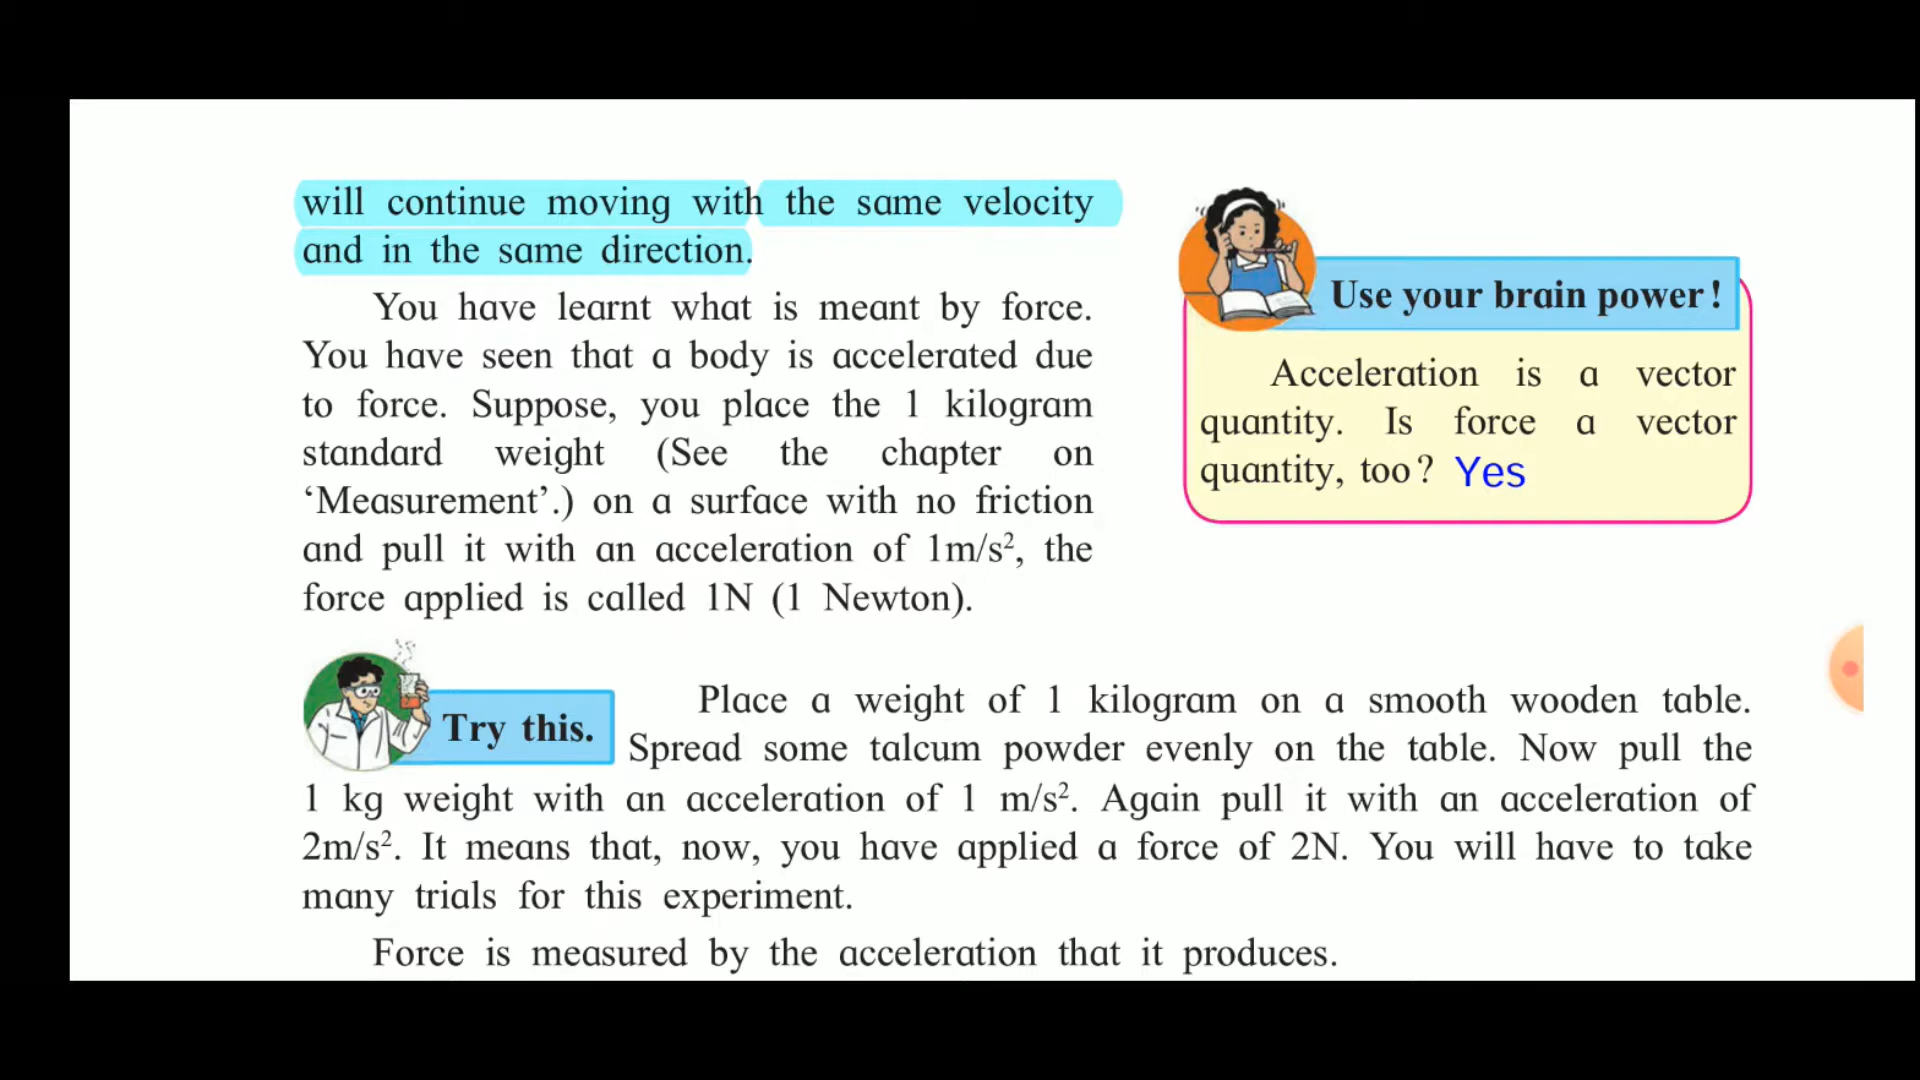 will continue moving with the same velocity
and in the same direction.
You have learnt what is meant by force.
You have seen that a body is accelerated due
to force. Suppose, you place the 1 kilogram
standard weight (See the chapter on
‘Measurement’.) on a surface with no friction
and pull it with an acceleration of 1m/s², the
force applied is called 1N (1 Newton).
Use your brain power!
Acceleration is a vector
quantity. Is force a vector
quantity, too? Yes
Try this.
Place a weight of 1 kilogram on a smooth wooden table.
Spread some talcum powder evenly on the table. Now pull the
1 kg weight with an acceleration of 1 m/s². Again pull it with an acceleration of
2m/s². It means that, now, you have applied a force of 2N. You will have to take
many trials for this experiment.
Force is measured by the acceleration that it produces.